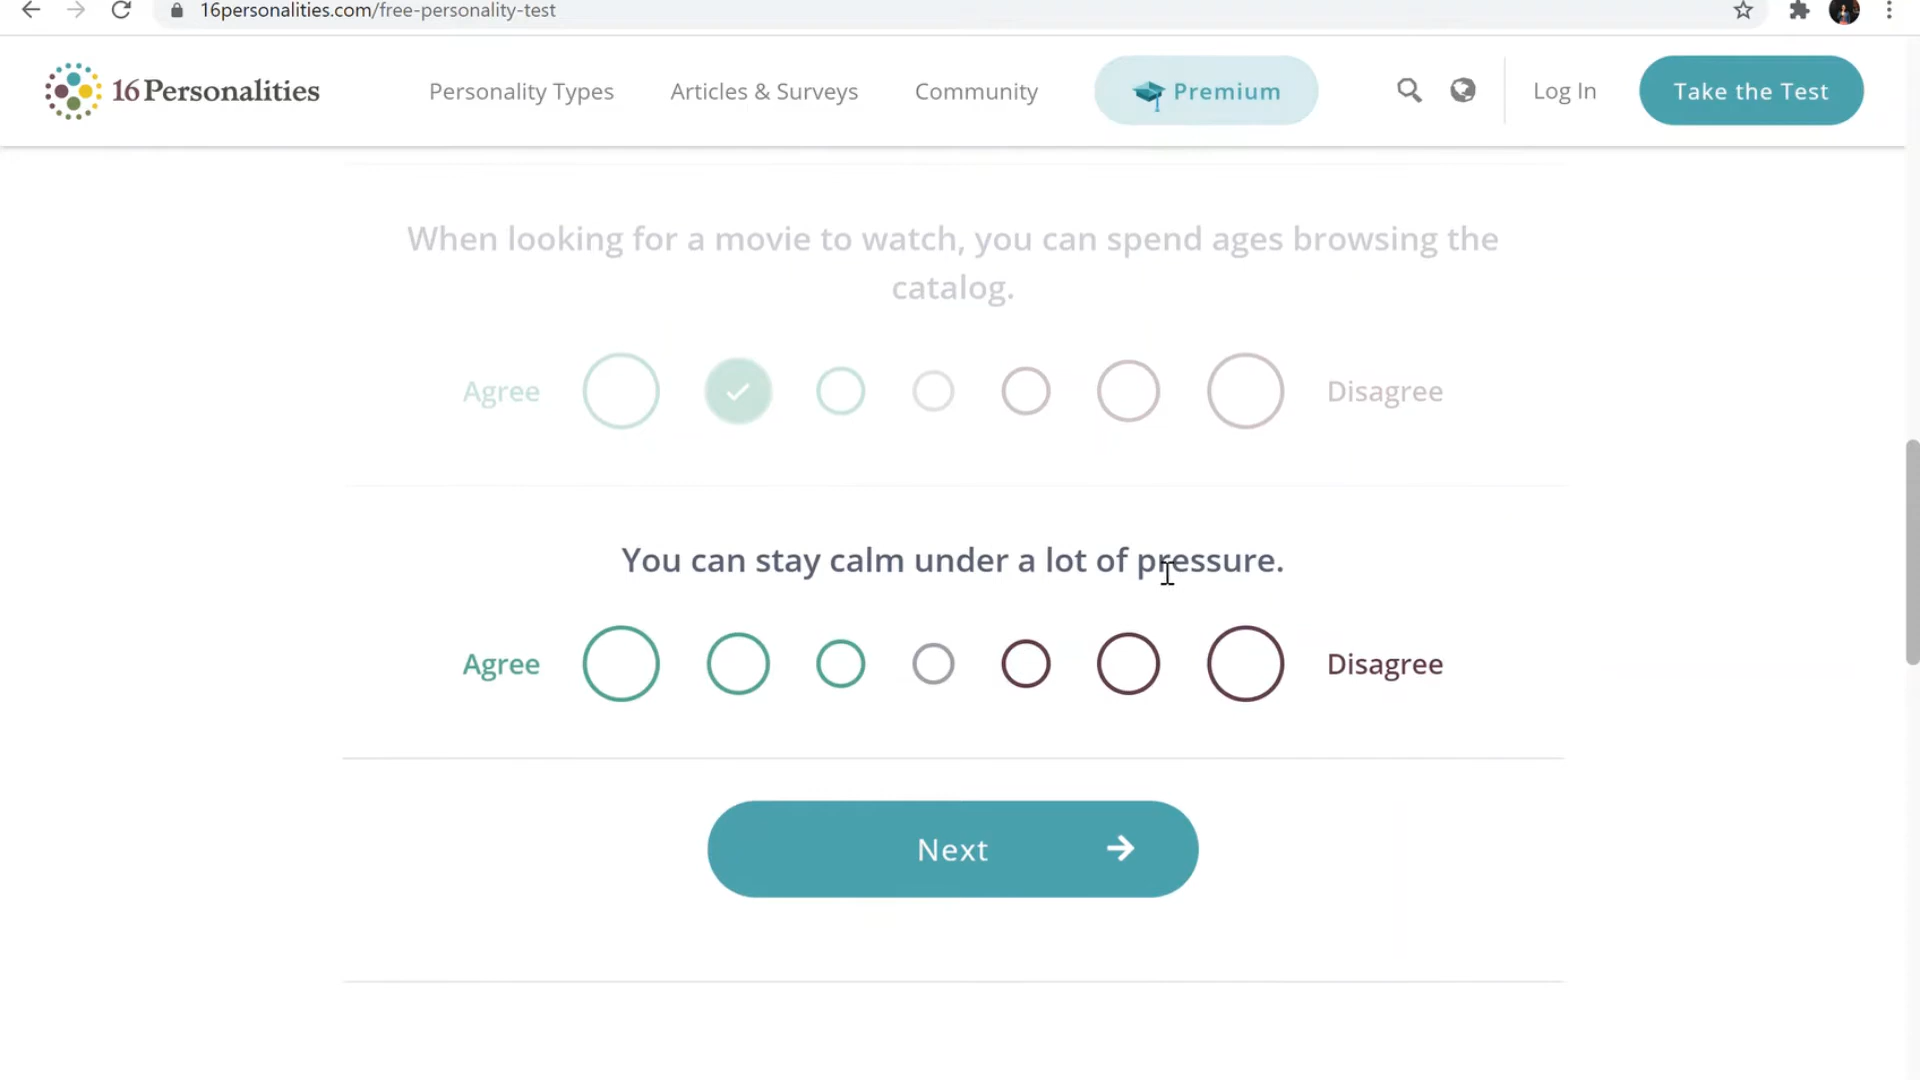 16personalities.com/free-personality-test
16Personalities
Personality Types
Articles & Surveys
Community
Premium
Log In
Take the Test
When looking for a movie to watch, you can spend ages browsing the
catalog.
Agree
Disagree
You can stay calm under a lot of pressure.
Agree
Disagree
Next